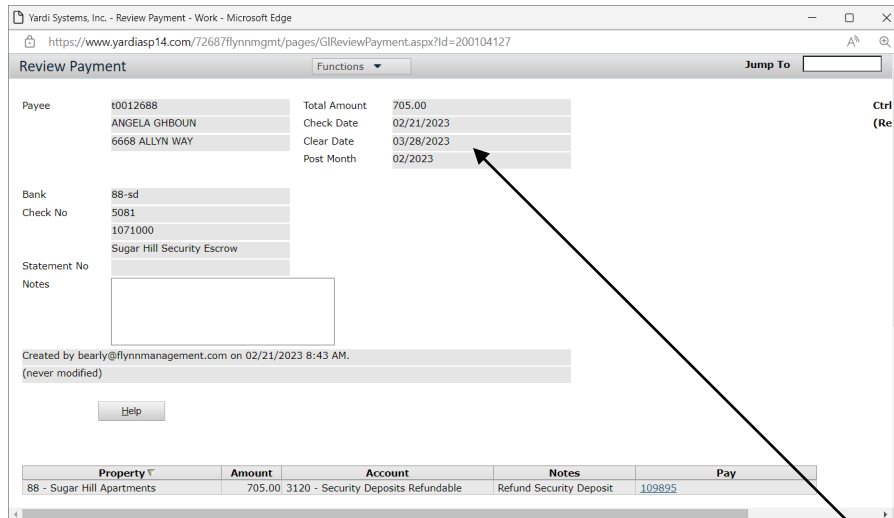 Yardi Systems, Inc. - Review Payment - Work - Microsoft Edge
https://www.yardiasp14.com/72687flynnmgmt/pages/GlReviewPayment.aspx?Id=200104127
Review Payment Functions Jump To
Payee t0012688 Total Amount 705.00 Ctrl
ANGELA GHBOUN Check Date 02/21/2023 (Re
6668 ALLYN WAY Clear Date 03/28/2023
Post Month 02/2023
Bank 88-sd
Check No 5081
1071000
Sugar Hill Security Escrow
Statement No
Notes
Created by bearly@flynnmanagement.com on 02/21/2023 8:43 AM.
(never modified)
Help
Property Amount Account Notes Pay
88 - Sugar Hill Apartments 705.00 3120 - Security Deposits Refundable Refund Security Deposit 109895